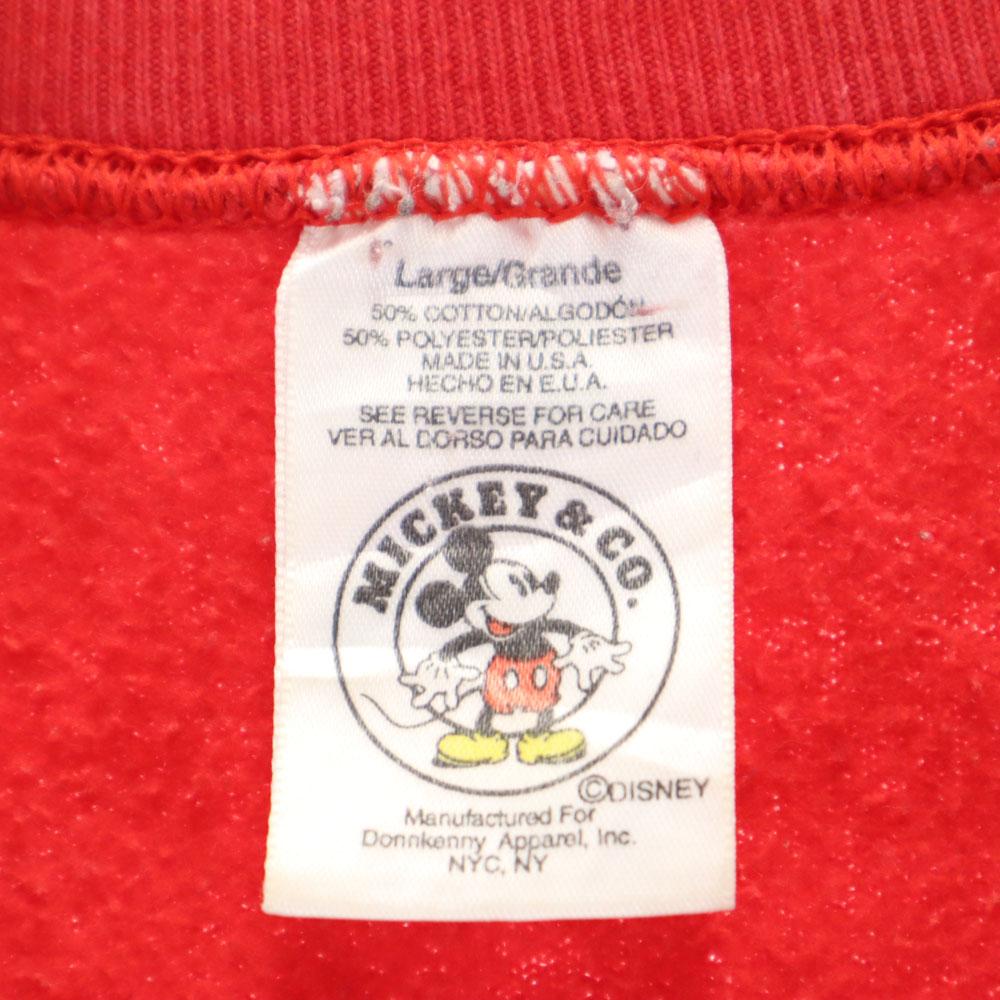 Large/Grande
50% COTTON/ALGODÓN
50% POLYESTER/POLIESTER
MADE IN U.S.A.
HECHO EN E.U.A.
SEE REVERSE FOR CARE
VER AL DORSO PARA CUIDADO
MICKEY & CO.
©DISNEY
Manufactured For
Donnkenny Apparel, Inc.
NYC, NY